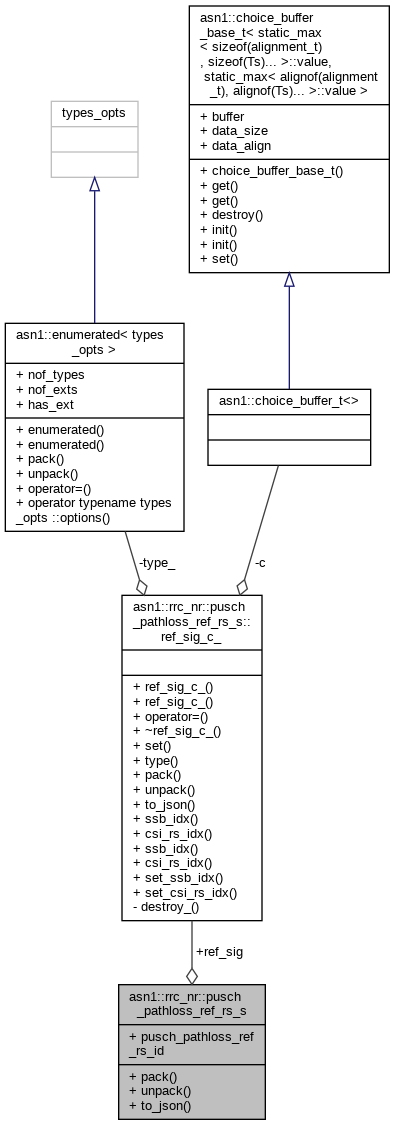 asn1::choice_buffer
_base_t< static_max
< sizeof(alignment_t)
, sizeof(Ts)... >::value,
static_max< alignof(alignment
_t), alignof(Ts)... >::value >
+ buffer
+ data_size
+ data_align
+ choice_buffer_base_t()
+ get()
+ get()
+ destroy()
+ init()
+ init()
+ set()
types_opts
asn1::enumerated< types
_opts >
+ nof_types
+ nof_exts
+ has_ext
+ enumerated()
+ enumerated()
+ pack()
+ unpack()
+ operator=()
+ operator typename types
_opts ::options()
asn1::choice_buffer_t<>
-type_
-c
asn1::rrc_nr::pusch
_pathloss_ref_rs_s::
ref_sig_c_
+ ref_sig_c_()
+ ref_sig_c_()
+ operator=()
+ ~ref_sig_c_()
+ set()
+ type()
+ pack()
+ unpack()
+ to_json()
+ ssb_idx()
+ csi_rs_idx()
+ ssb_idx()
+ csi_rs_idx()
+ set_ssb_idx()
+ set_csi_rs_idx()
- destroy_()
+ref_sig
asn1::rrc_nr::pusch
_pathloss_ref_rs_s
+ pusch_pathloss_ref
_rs_id
+ pack()
+ unpack()
+ to_json()